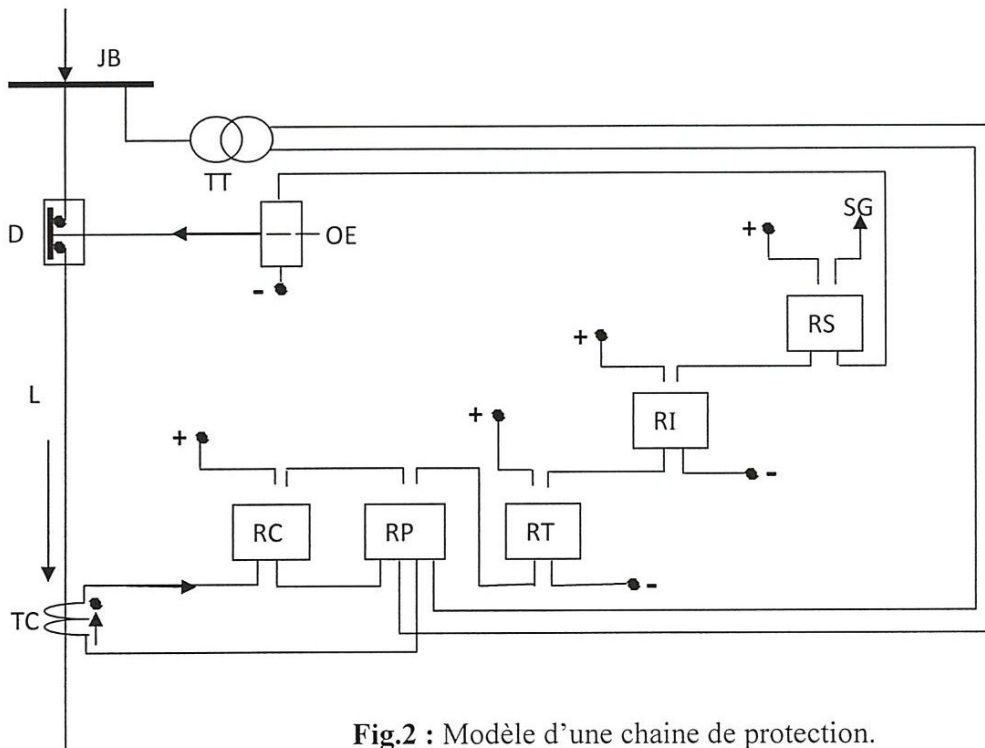 JB
TT
D
OE
-
SG
+
RS
+
RI
-
L
+
+
RC
RP
RT
-
TC
Fig.2 : Modèle d'une chaine de protection.